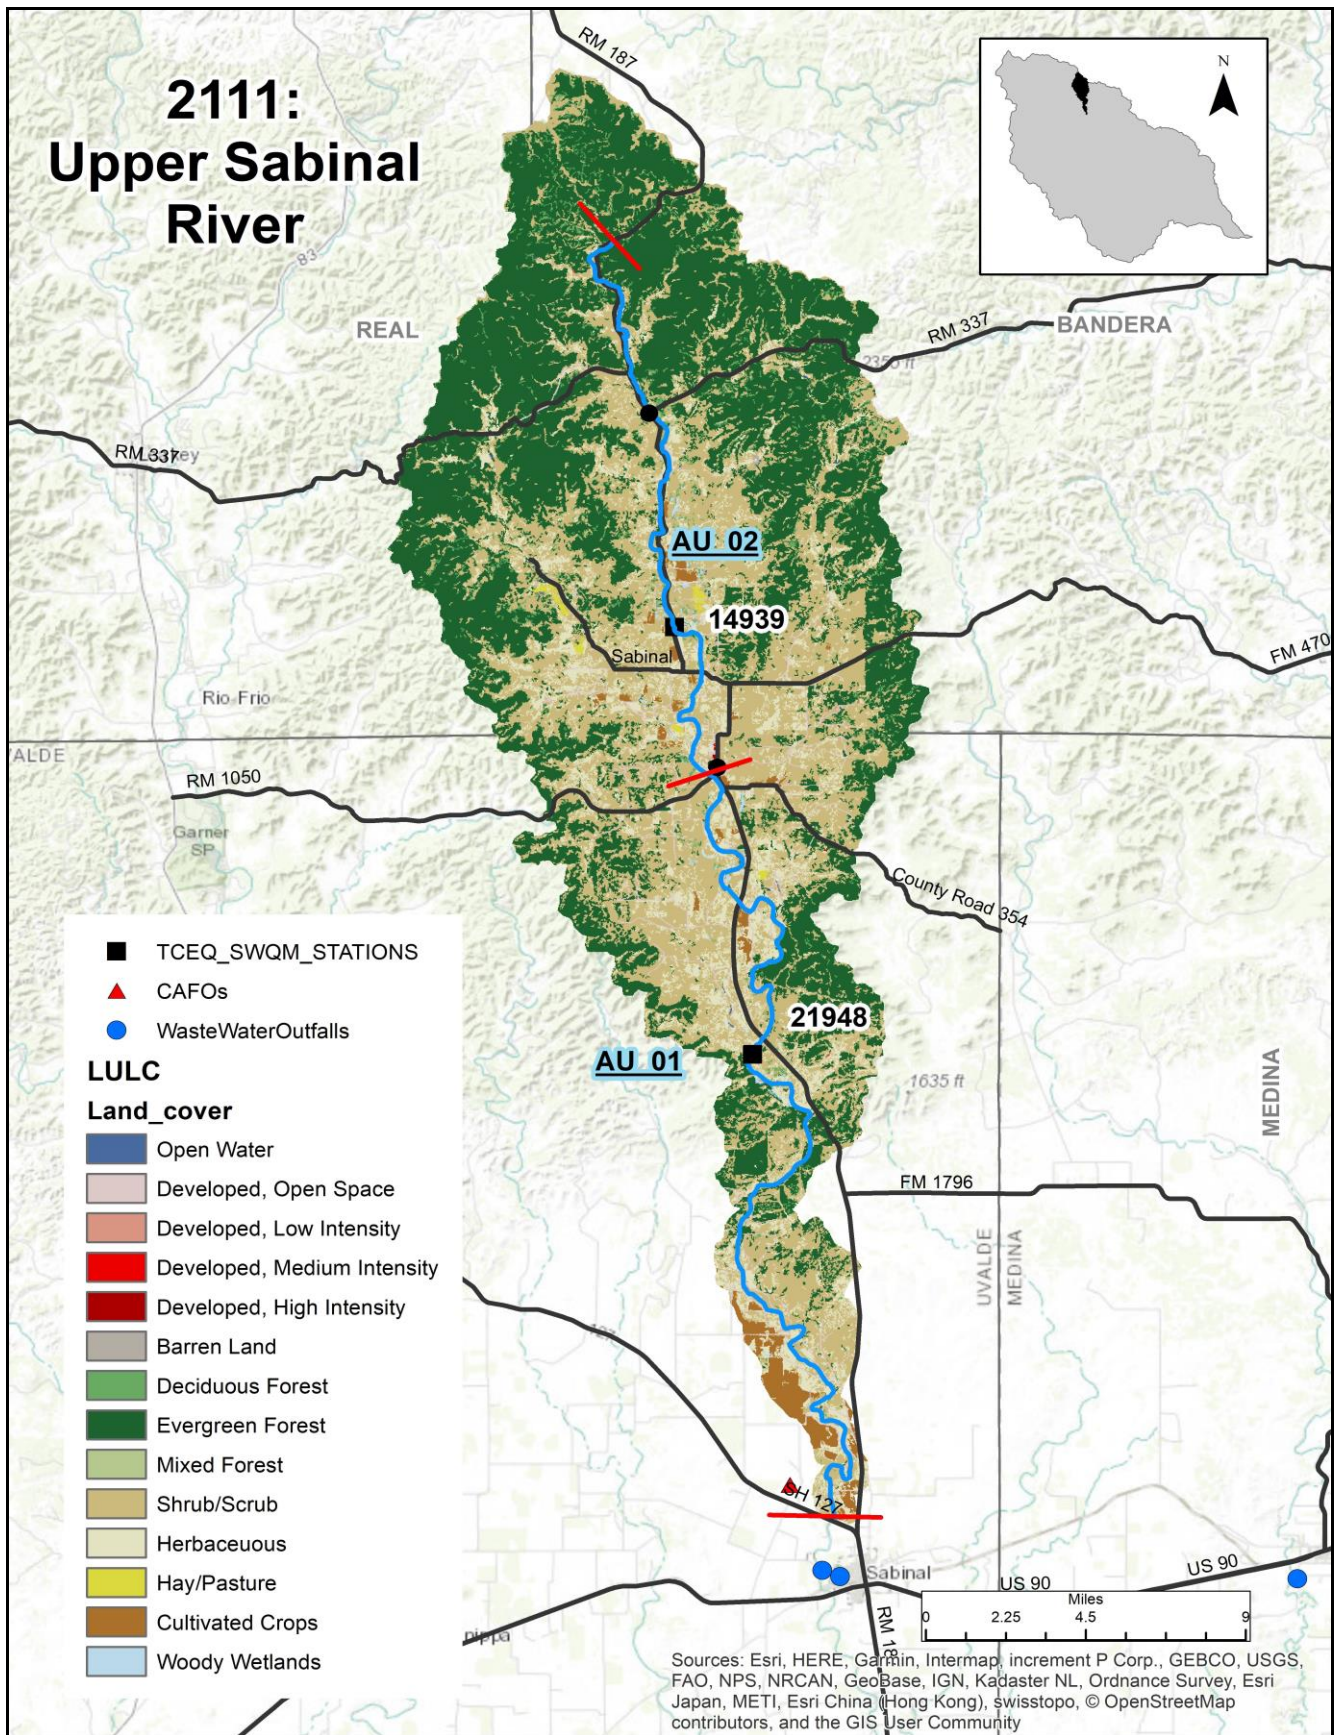 2111:
Upper Sabinal
River
RM 187
N
83
REAL
BANDERA
RM 337
2350 ft
RM 337
AU_02
14939
Sabinal
FM 470
Rio Frio
RM 1050
Garner
SP
County Road 354
21948
AU_01
1635 ft
MEDINA
FM 1796
UVALDE
MEDINA
TCEQ_SWQM_STATIONS
CAFOs
WasteWaterOutfalls
LULC
Land_cover
Open Water
Developed, Open Space
Developed, Low Intensity
Developed, Medium Intensity
Developed, High Intensity
Barren Land
Deciduous Forest
Evergreen Forest
Mixed Forest
Shrub/Scrub
Herbaceuous
Hay/Pasture
Cultivated Crops
Woody Wetlands
127
SH 127
Sabinal
US 90
US 90
Miles
0 2.25 4.5 9
Sources: Esri, HERE, Garmin, Intermap, increment P Corp., GEBCO, USGS,
FAO, NPS, NRCAN, GeoBase, IGN, Kadaster NL, Ordnance Survey, Esri
Japan, METI, Esri China (Hong Kong), swisstopo, © OpenStreetMap
contributors, and the GIS User Community